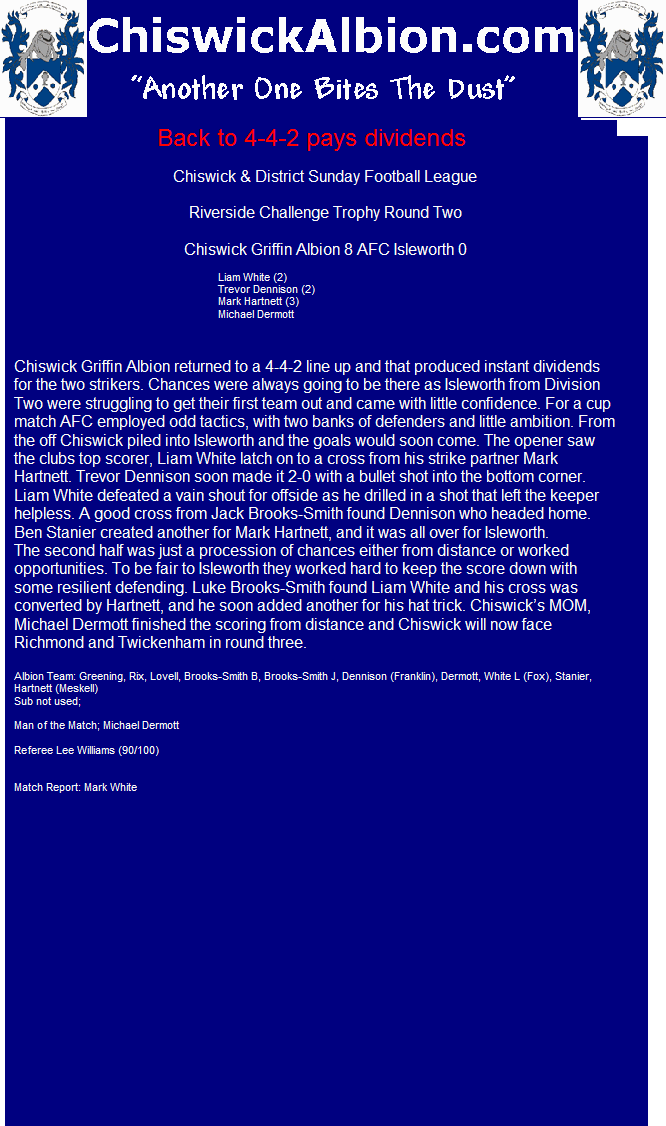 ChiswickAlbion.com
“Another One Bites The Dust”
Back to 4-4-2 pays dividends
Chiswick & District Sunday Football League
Riverside Challenge Trophy Round Two
Chiswick Griffin Albion 8 AFC Isleworth 0
Liam White (2)
Trevor Dennison (2)
Mark Hartnett (3)
Michael Dermott
Chiswick Griffin Albion returned to a 4-4-2 line up and that produced instant dividends
for the two strikers. Chances were always going to be there as Isleworth from Division
Two were struggling to get their first team out and came with little confidence. For a cup
match AFC employed odd tactics, with two banks of defenders and little ambition. From
the off Chiswick piled into Isleworth and the goals would soon come. The opener saw
the clubs top scorer, Liam White latch on to a cross from his strike partner Mark
Hartnett. Trevor Dennison soon made it 2-0 with a bullet shot into the bottom corner.
Liam White defeated a vain shout for offside as he drilled in a shot that left the keeper
helpless. A good cross from Jack Brooks-Smith found Dennison who headed home.
Ben Stanier created another for Mark Hartnett, and it was all over for Isleworth.
The second half was just a procession of chances either from distance or worked
opportunities. To be fair to Isleworth they worked hard to keep the score down with
some resilient defending. Luke Brooks-Smith found Liam White and his cross was
converted by Hartnett, and he soon added another for his hat trick. Chiswick’s MOM,
Michael Dermott finished the scoring from distance and Chiswick will now face
Richmond and Twickenham in round three.
Albion Team: Greening, Rix, Lovell, Brooks-Smith B, Brooks-Smith J, Dennison (Franklin), Dermott, White L (Fox), Stanier,
Hartnett (Meskell)
Sub not used;
Man of the Match; Michael Dermott
Referee Lee Williams (90/100)
Match Report: Mark White